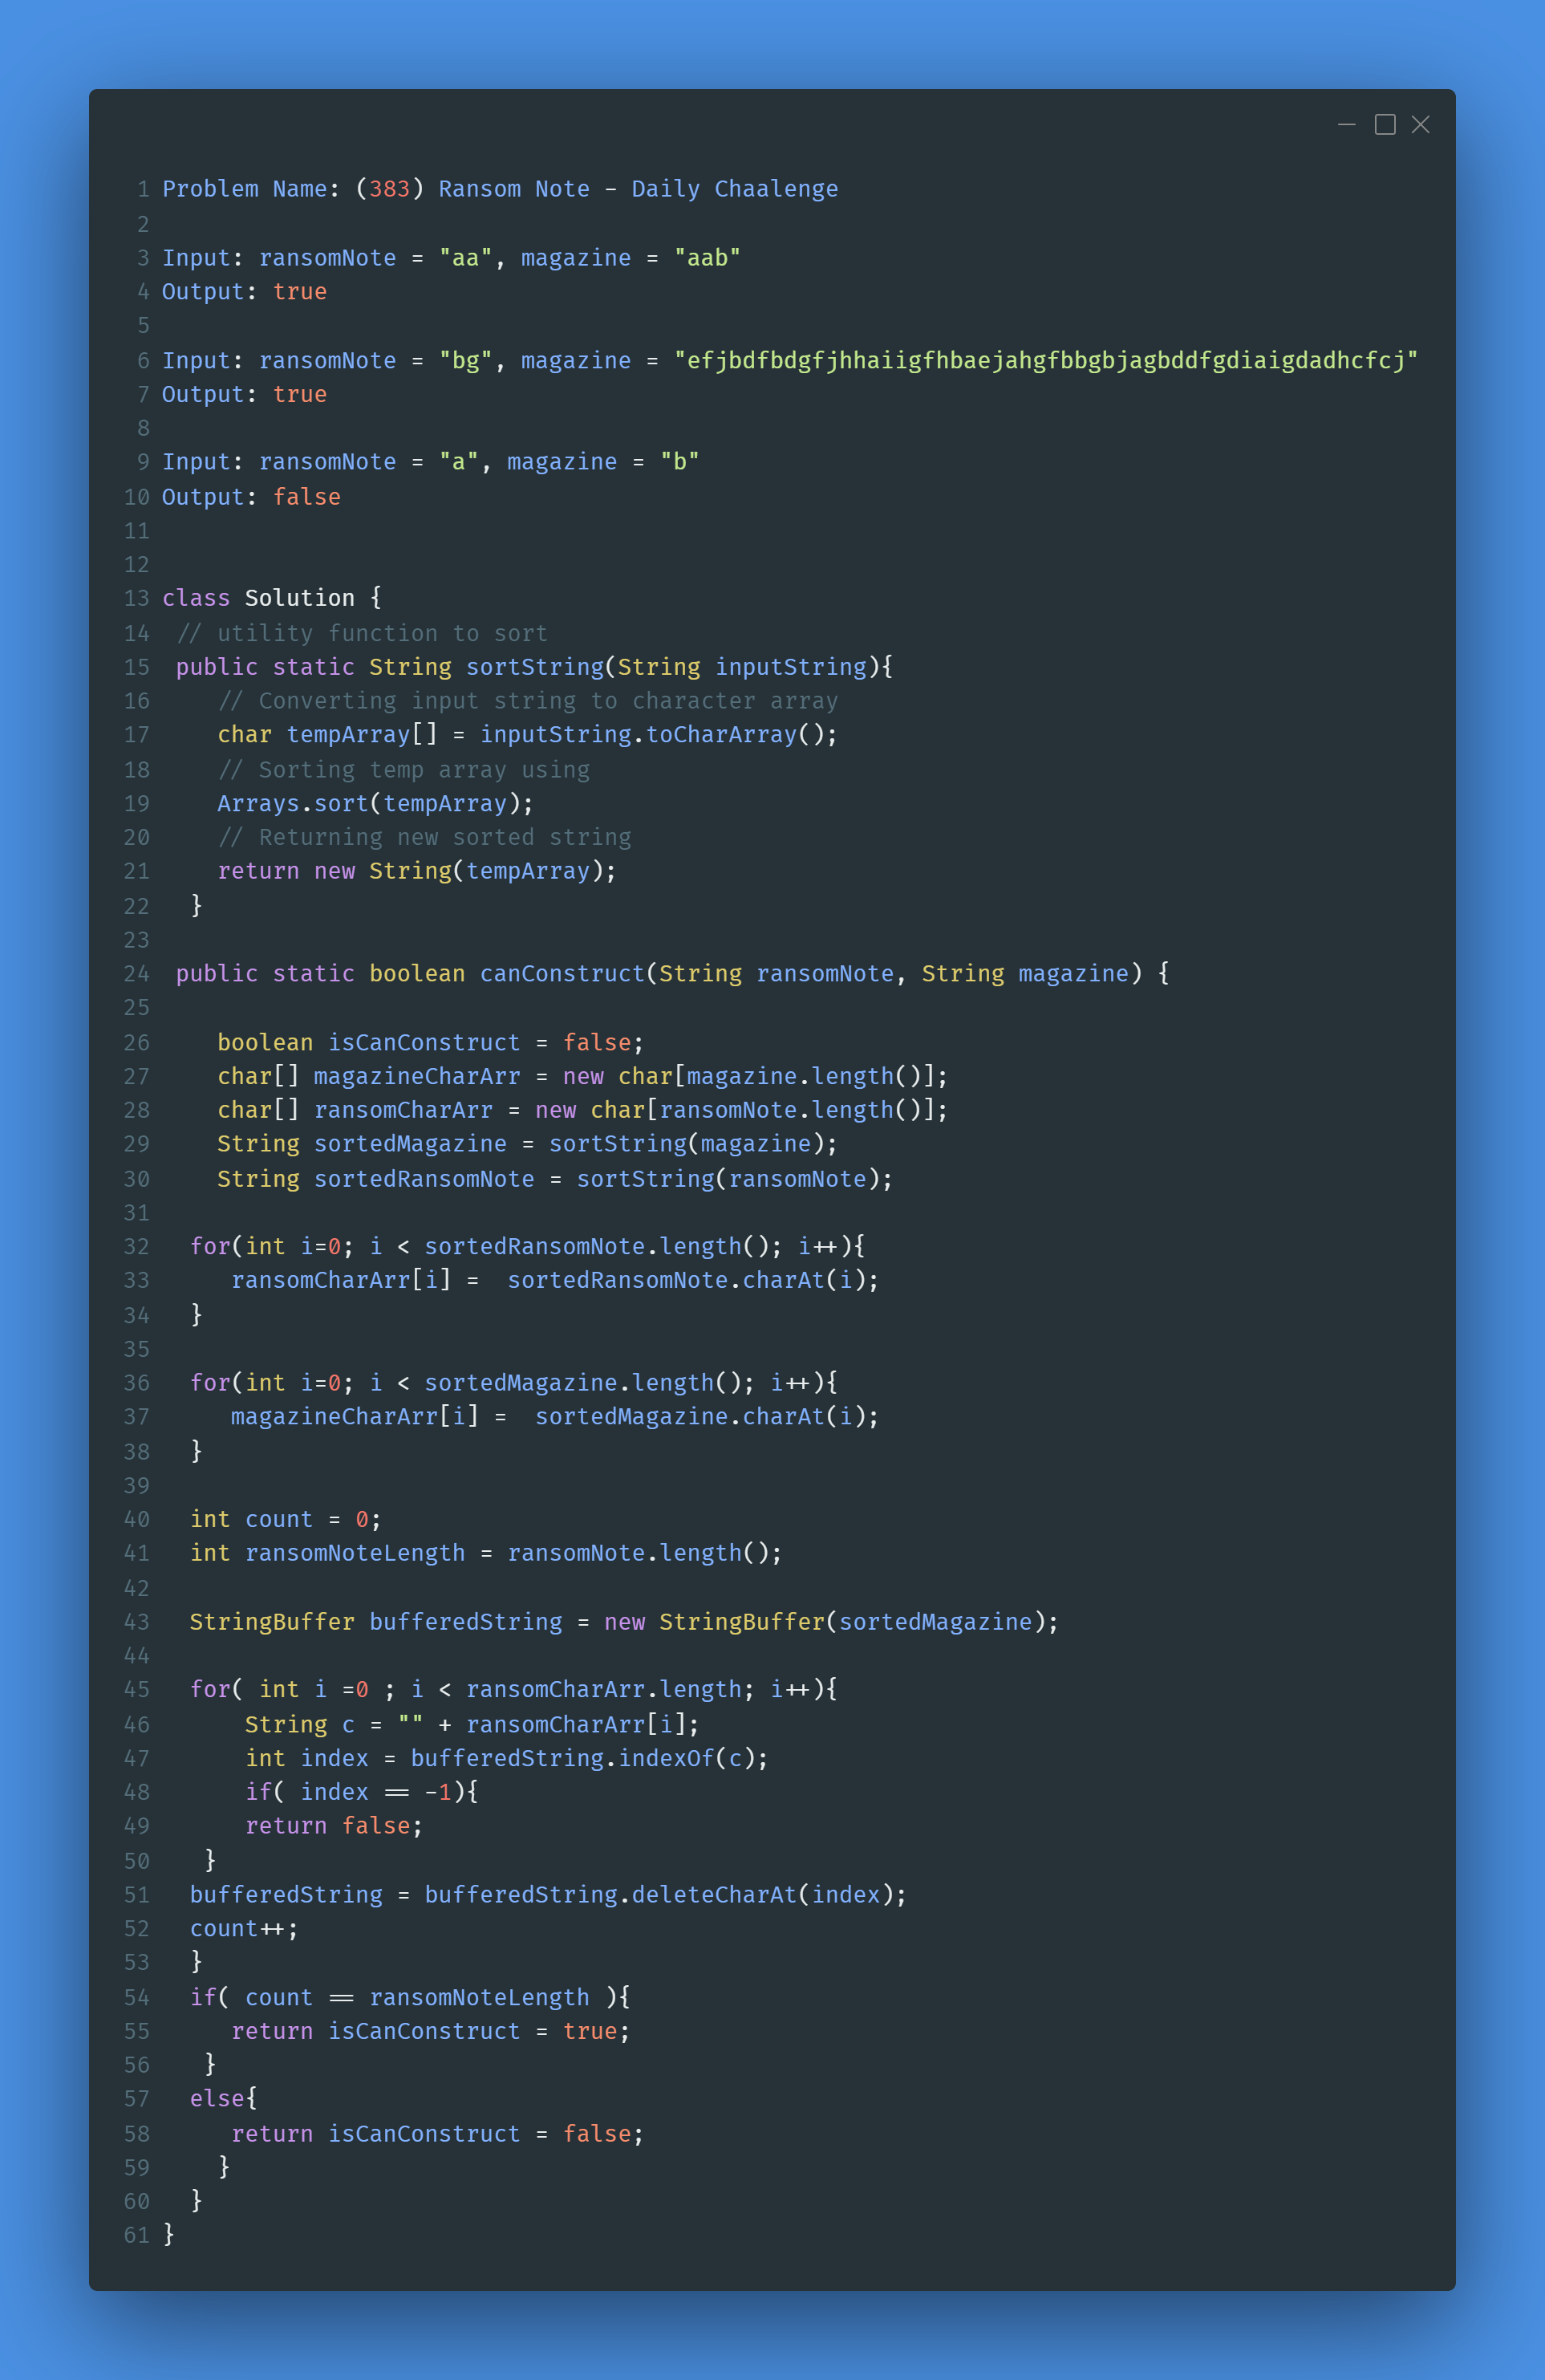 1 Problem Name: (383) Ransom Note - Daily Chaalenge
2
3 Input: ransomNote = "aa", magazine = "aab"
4 Output: true
5
6 Input: ransomNote = "bg", magazine = "efjbdfbdgfjhhaiigfhbaejahgfbbgbjagbddfgdiaigdadhcfcj"
7 Output: true
8
9 Input: ransomNote = "a", magazine = "b"
10 Output: false
11
12
13 class Solution {
14  // utility function to sort
15  public static String sortString(String inputString){
16     // Converting input string to character array
17     char tempArray[] = inputString.toCharArray();
18     // Sorting temp array using
19     Arrays.sort(tempArray);
20     // Returning new sorted string
21     return new String(tempArray);
22   }
23
24  public static boolean canConstruct(String ransomNote, String magazine) {
25
26     boolean isCanConstruct = false;
27     char[] magazineCharArr = new char[magazine.length()];
28     char[] ransomCharArr = new char[ransomNote.length()];
29     String sortedMagazine = sortString(magazine);
30     String sortedRansomNote = sortString(ransomNote);
31
32   for(int i=0; i < sortedRansomNote.length(); i++){
33      ransomCharArr[i] =  sortedRansomNote.charAt(i);
34   }
35
36   for(int i=0; i < sortedMagazine.length(); i++){
37      magazineCharArr[i] =  sortedMagazine.charAt(i);
38   }
39
40   int count = 0;
41   int ransomNoteLength = ransomNote.length();
42
43   StringBuffer bufferedString = new StringBuffer(sortedMagazine);
44
45   for( int i =0 ; i < ransomCharArr.length; i++){
46       String c = "" + ransomCharArr[i];
47       int index = bufferedString.indexOf(c);
48       if( index == -1){
49       return false;
50    }
51   bufferedString = bufferedString.deleteCharAt(index);
52   count++;
53   }
54   if( count == ransomNoteLength ){
55      return isCanConstruct = true;
56    }
57   else{
58      return isCanConstruct = false;
59     }
60   }
61 }